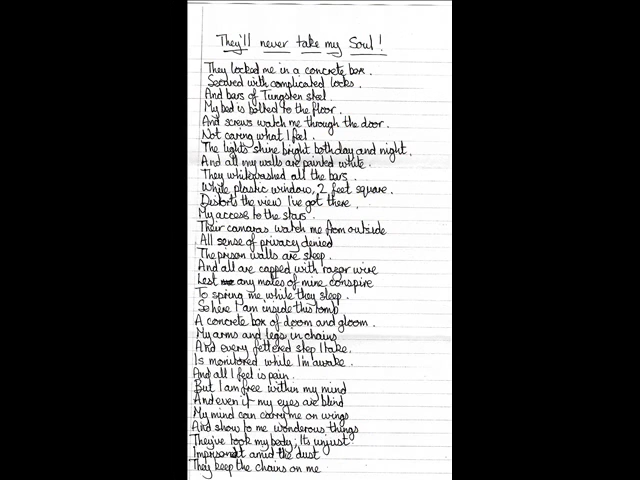 They'll never take my Soul!
They locked me in a concrete box.
Secured with complicated locks.
And bars of Tungsten steel.
My bed is bolted to the floor.
And screws watch me through the door.
Not caring what I feel.
The lights shine bright both day and night.
And all my walls are painted white.
They whitewashed all the bars.
White plastic window, 2 feet square.
Distorts the view I've got there.
My access to the stars.
Their camaras watch me from outside
All sense of privacy denied
The prison walls are steep.
And all are capped with razor wire
Lest any mates of mine conspire
To spring me while they sleep.
So here I am inside this tomb
A concrete box of doom and gloom.
My arms and legs in chains
And every fettered step I take.
Is monitored while I'm awake.
And all I feel is pain.
But I am free within my mind
And even if my eyes are blind
My mind can carry me on wings
And show to me wonderous things
They've took my body; Its unjust.
amid the dust
They keep the chains on me